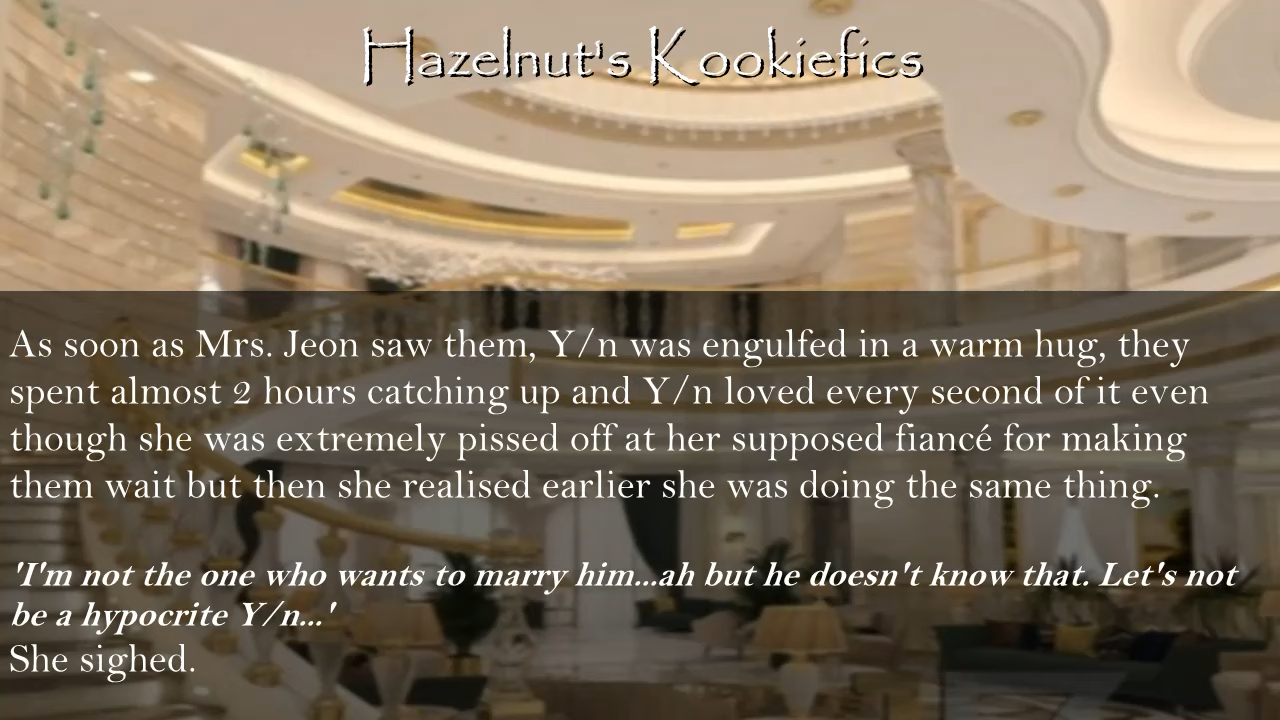 Hazelnut's Kookiefics
As soon as Mrs. Jeon saw them, Y/n was engulfed in a warm hug, they
spent almost 2 hours catching up and Y/n loved every second of it even
though she was extremely pissed off at her supposed fiancé for making
them wait but then she realised earlier she was doing the same thing.
'I'm not the one who wants to marry him...ah but he doesn't know that. Let's not
be a hypocrite Y/n...'
She sighed.